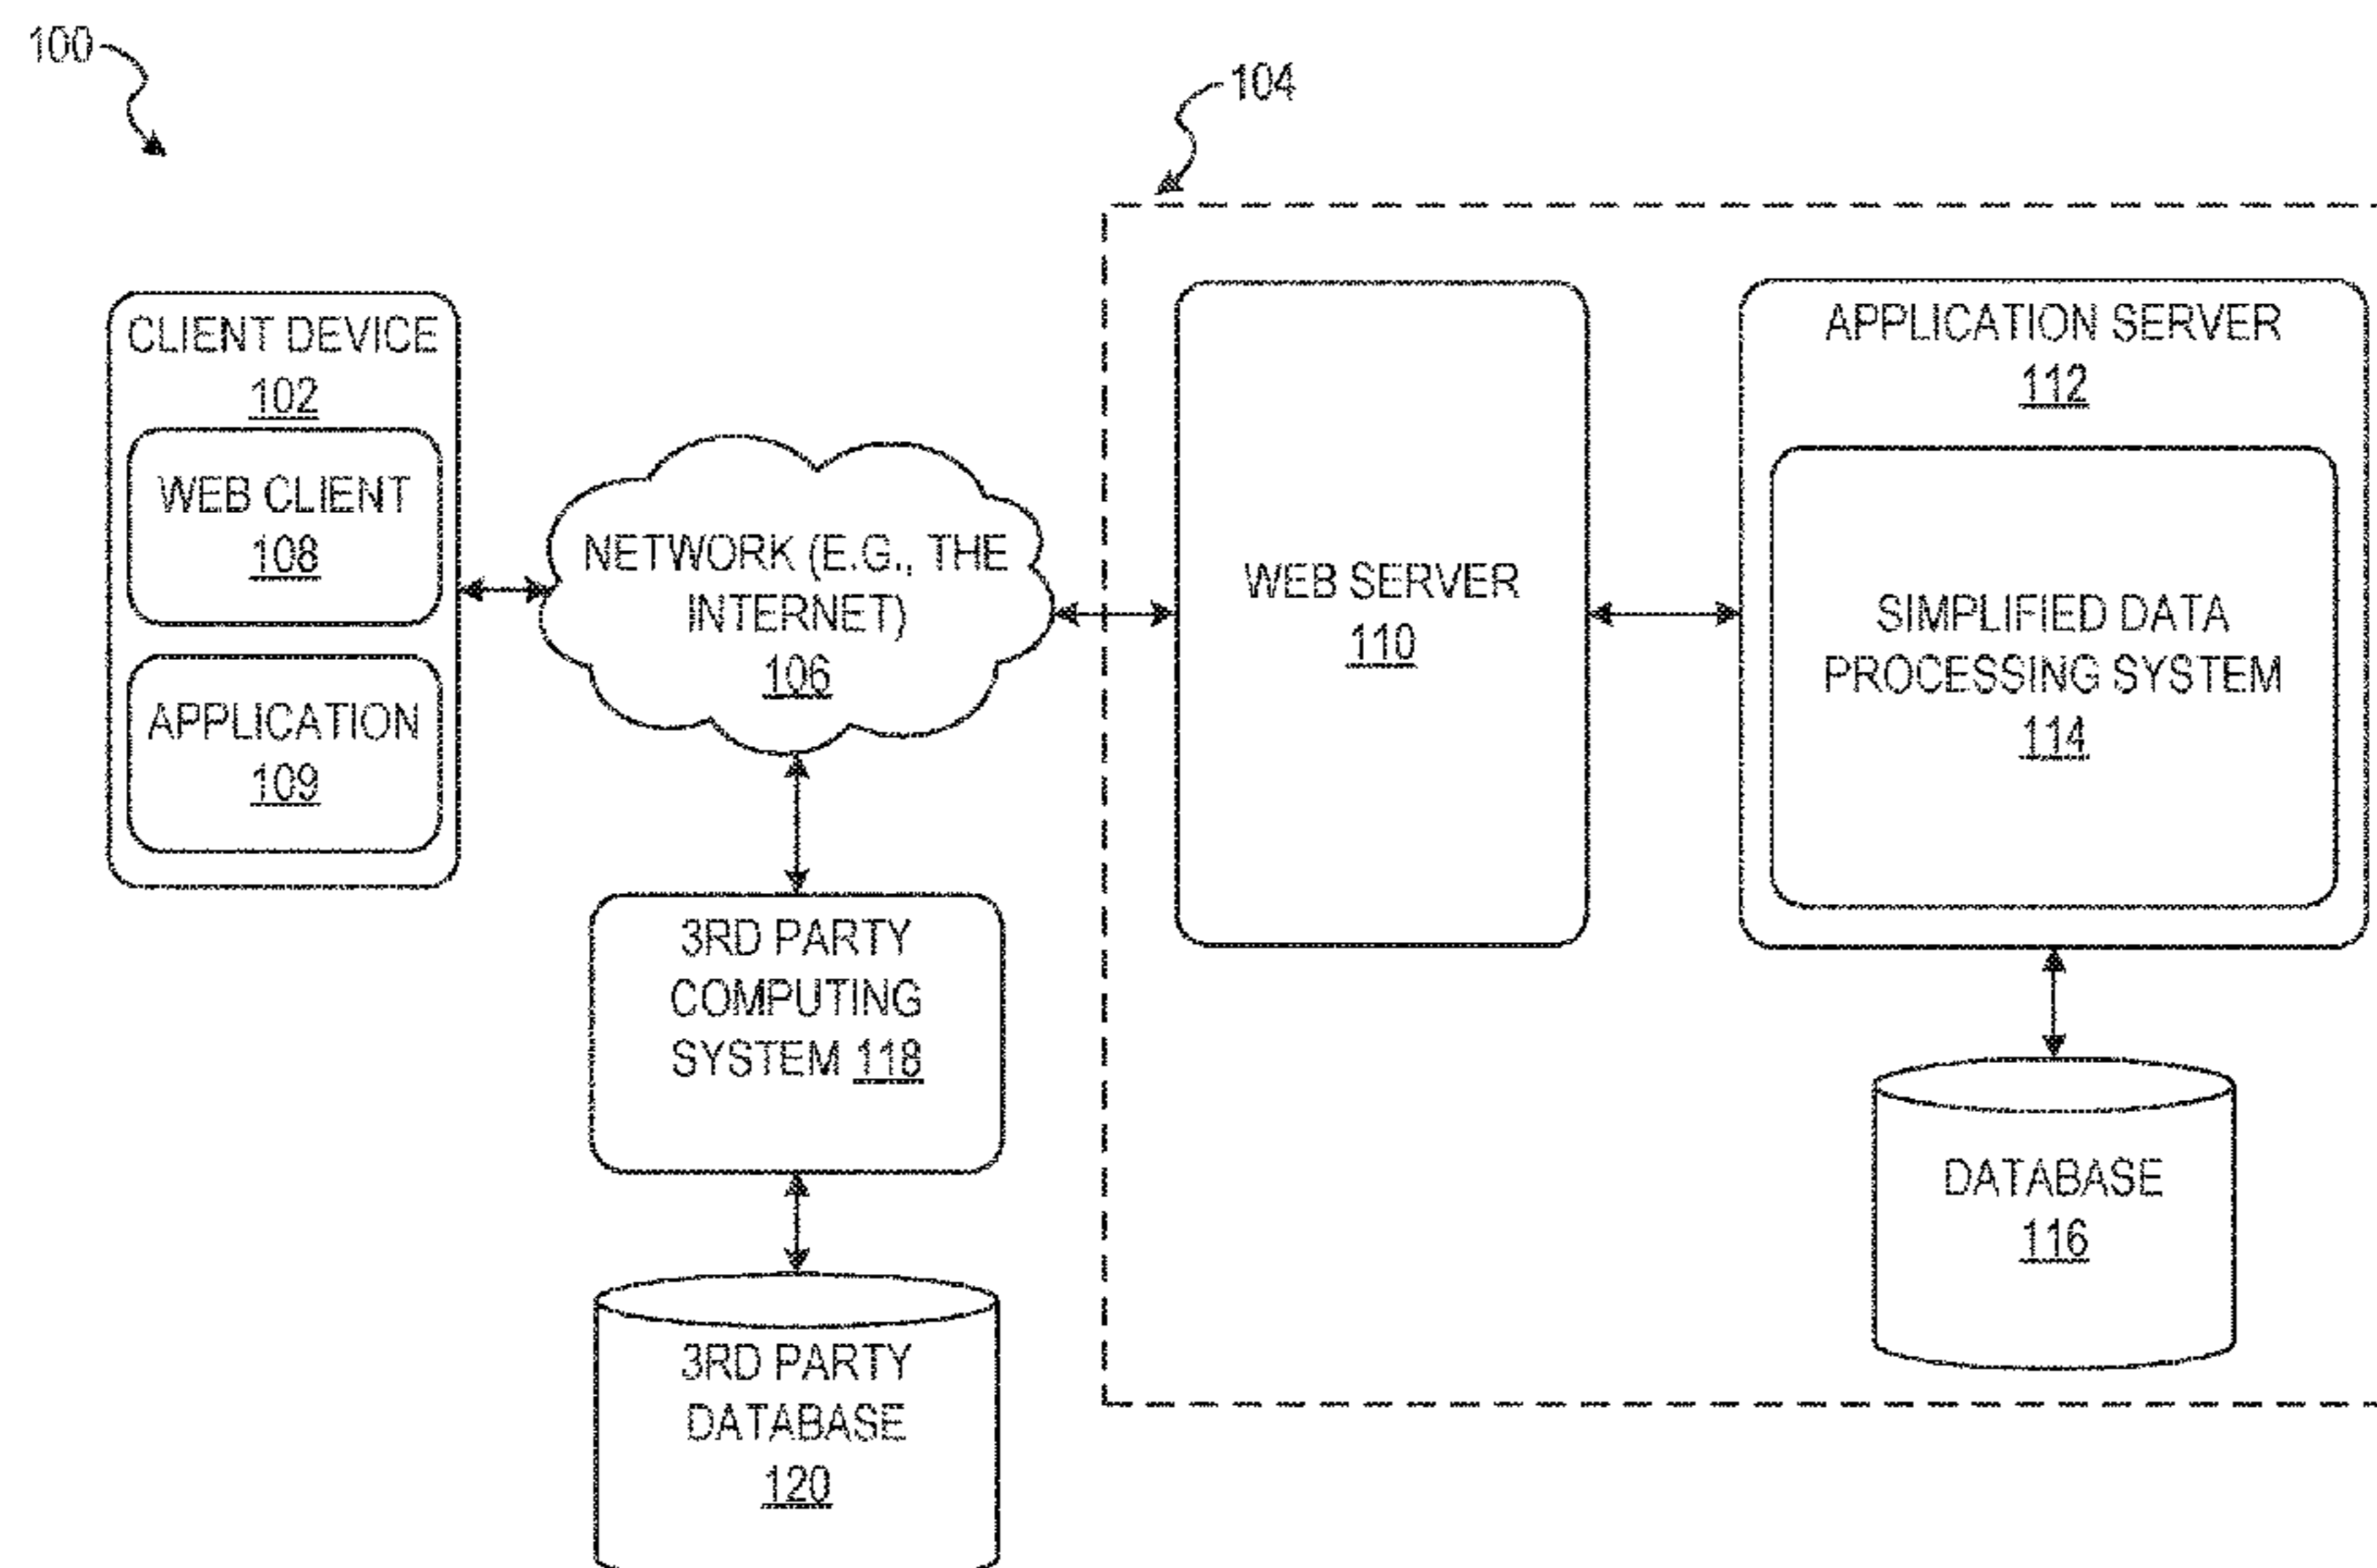 100
104
CLIENT DEVICE
102
WEB CLIENT
108
APPLICATION
109
NETWORK (E.G., THE
INTERNET)
106
3RD PARTY
COMPUTING
SYSTEM 118
3RD PARTY
DATABASE
120
WEB SERVER
110
APPLICATION SERVER
112
SIMPLIFIED DATA
PROCESSING SYSTEM
114
DATABASE
116